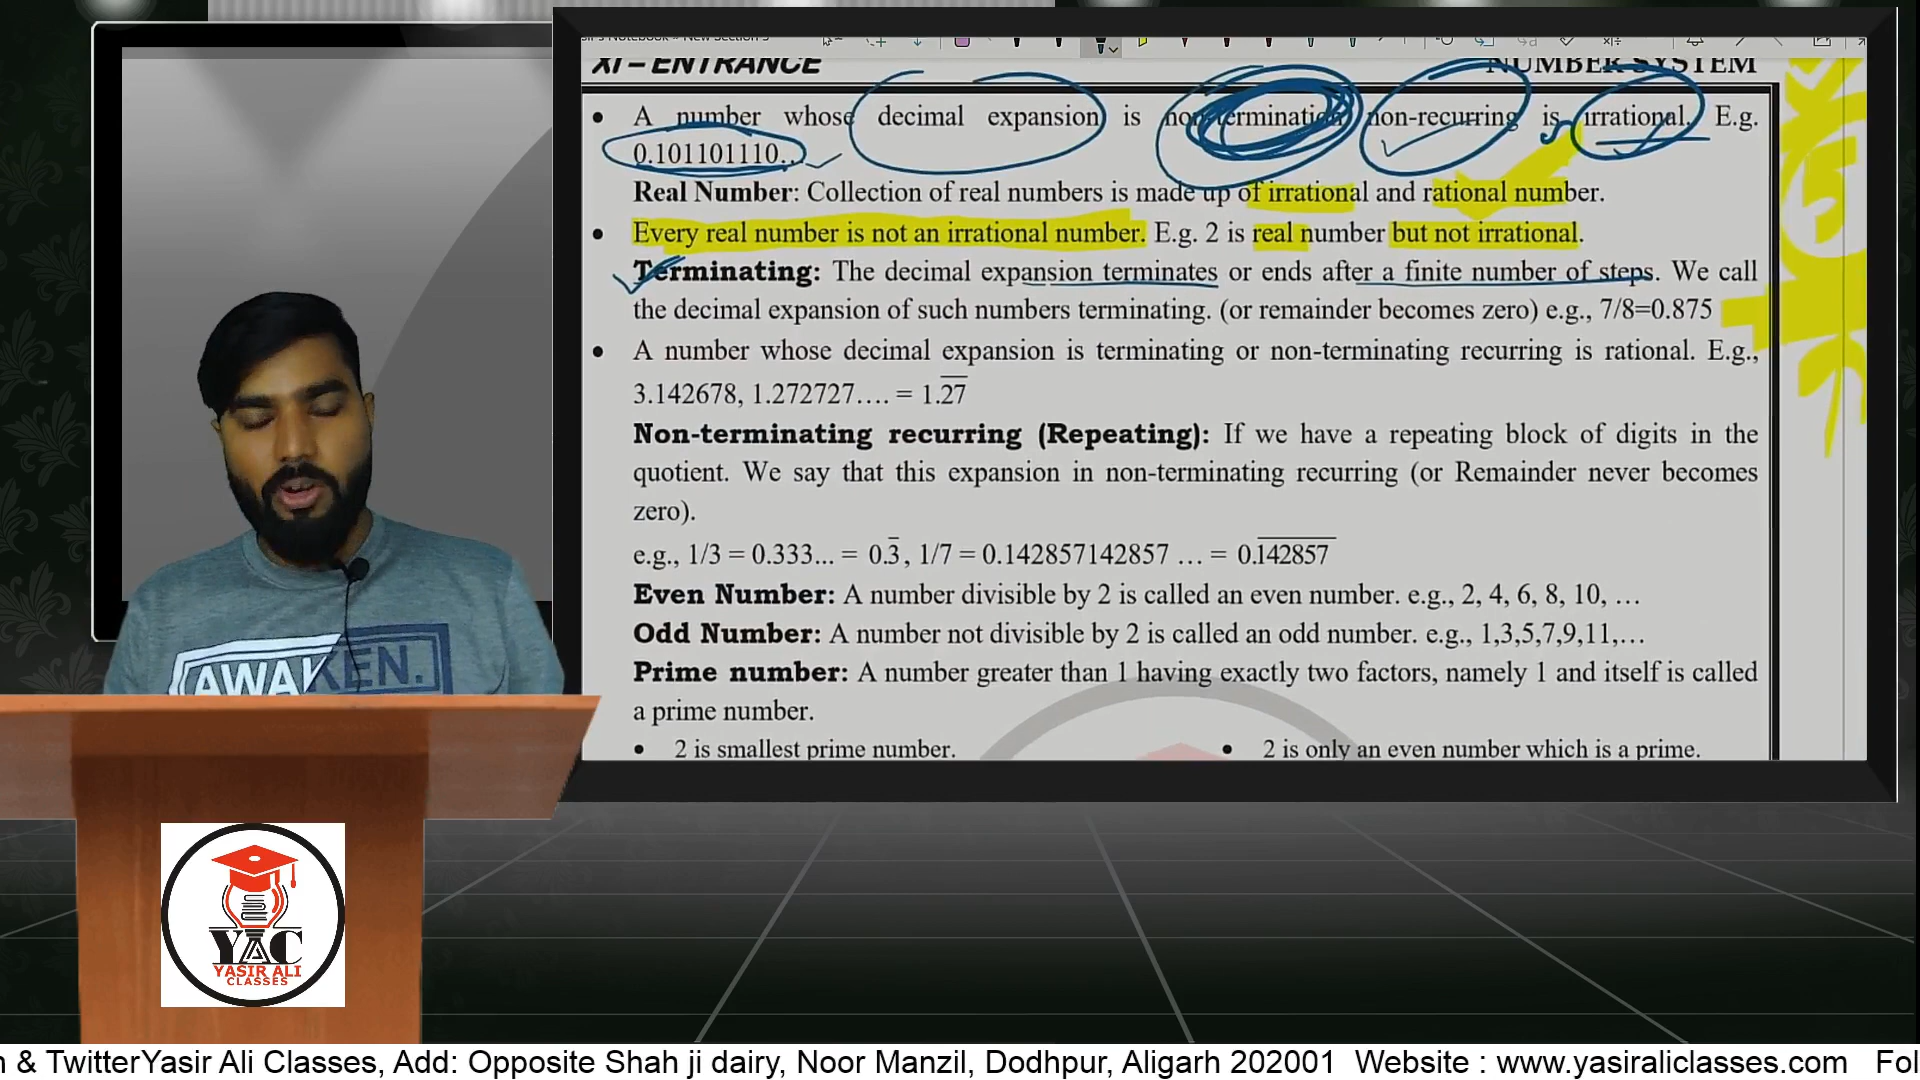 XI – ENTRANCE
NUMBER SYSTEM
• A number whose decimal expansion is non-recurring is irrational. E.g.
0.101101110...
Real Number: Collection of real numbers is made up of irrational and rational number.
• Every real number is not an irrational number. E.g. 2 is real number but not irrational.
Terminating: The decimal expansion terminates or ends after a finite number of steps. We call
the decimal expansion of such numbers terminating. (or remainder becomes zero) e.g., 7/8=0.875
• A number whose decimal expansion is terminating or non-terminating recurring is rational. E.g.,
3.142678, 1.272727…. = 1.2̅7̅
Non-terminating recurring (Repeating): If we have a repeating block of digits in the
quotient. We say that this expansion in non-terminating recurring (or Remainder never becomes
zero).
e.g., 1/3 = 0.333... = 0.3̅, 1/7 = 0.142857142857 … = 0.1̅4̅2̅8̅5̅7̅
Even Number: A number divisible by 2 is called an even number. e.g., 2, 4, 6, 8, 10, …
Odd Number: A number not divisible by 2 is called an odd number. e.g., 1,3,5,7,9,11,…
Prime number: A number greater than 1 having exactly two factors, namely 1 and itself is called
a prime number.
• 2 is smallest prime number.
• 2 is only an even number which is a prime.
AWAKEN.
YAC
YASIR ALI
CLASSES
& TwitterYasir Ali Classes, Add: Opposite Shah ji dairy, Noor Manzil, Dodhpur, Aligarh 202001 Website : www.yasiraliclasses.com Fol